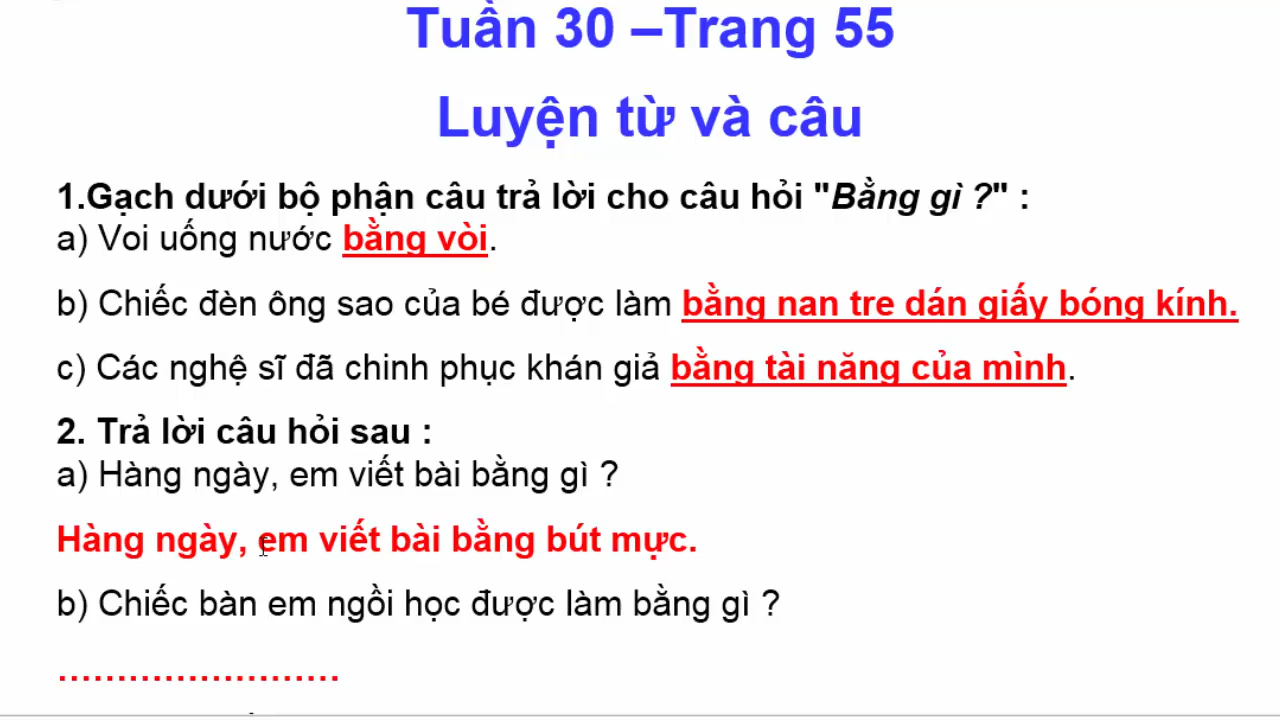 Tuần 30 –Trang 55
Luyện từ và câu
1.Gạch dưới bộ phận câu trả lời cho câu hỏi "Bằng gì ?" :
a) Voi uống nước bằng vòi.
b) Chiếc đèn ông sao của bé được làm bằng nan tre dán giấy bóng kính.
c) Các nghệ sĩ đã chinh phục khán giả bằng tài năng của mình.
2. Trả lời câu hỏi sau :
a) Hàng ngày, em viết bài bằng gì ?
Hàng ngày, em viết bài bằng bút mực.
b) Chiếc bàn em ngồi học được làm bằng gì ?
........................